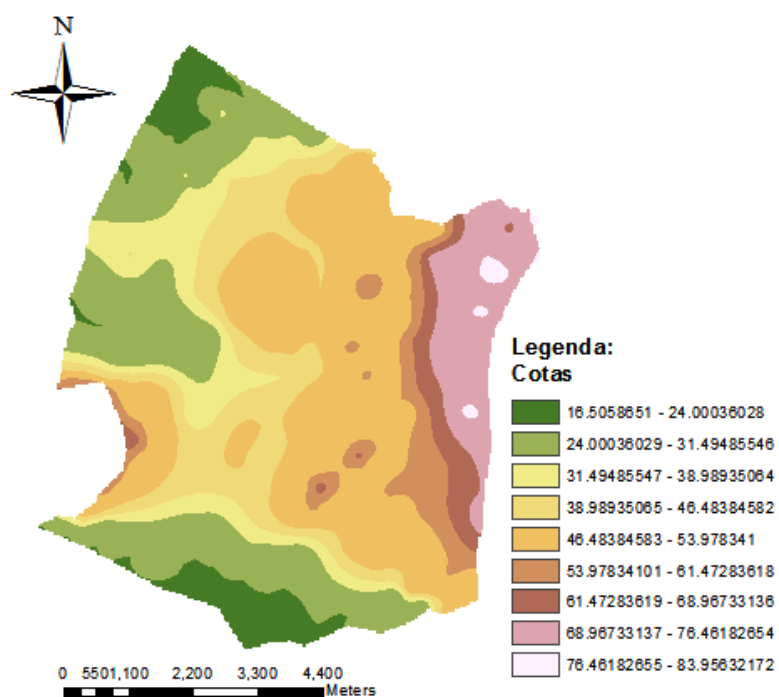 N
Legenda:
Cotas
16.5058651 - 24.00036028
24.00036029 - 31.49485546
31.49485547 - 38.98935064
38.98935065 - 46.48384582
46.48384583 - 53.978341
53.97834101 - 61.47283618
61.47283619 - 68.96733136
68.96733137 - 76.46182654
76.46182655 - 83.95632172
0 5501,100 2,200 3,300 4,400
Meters